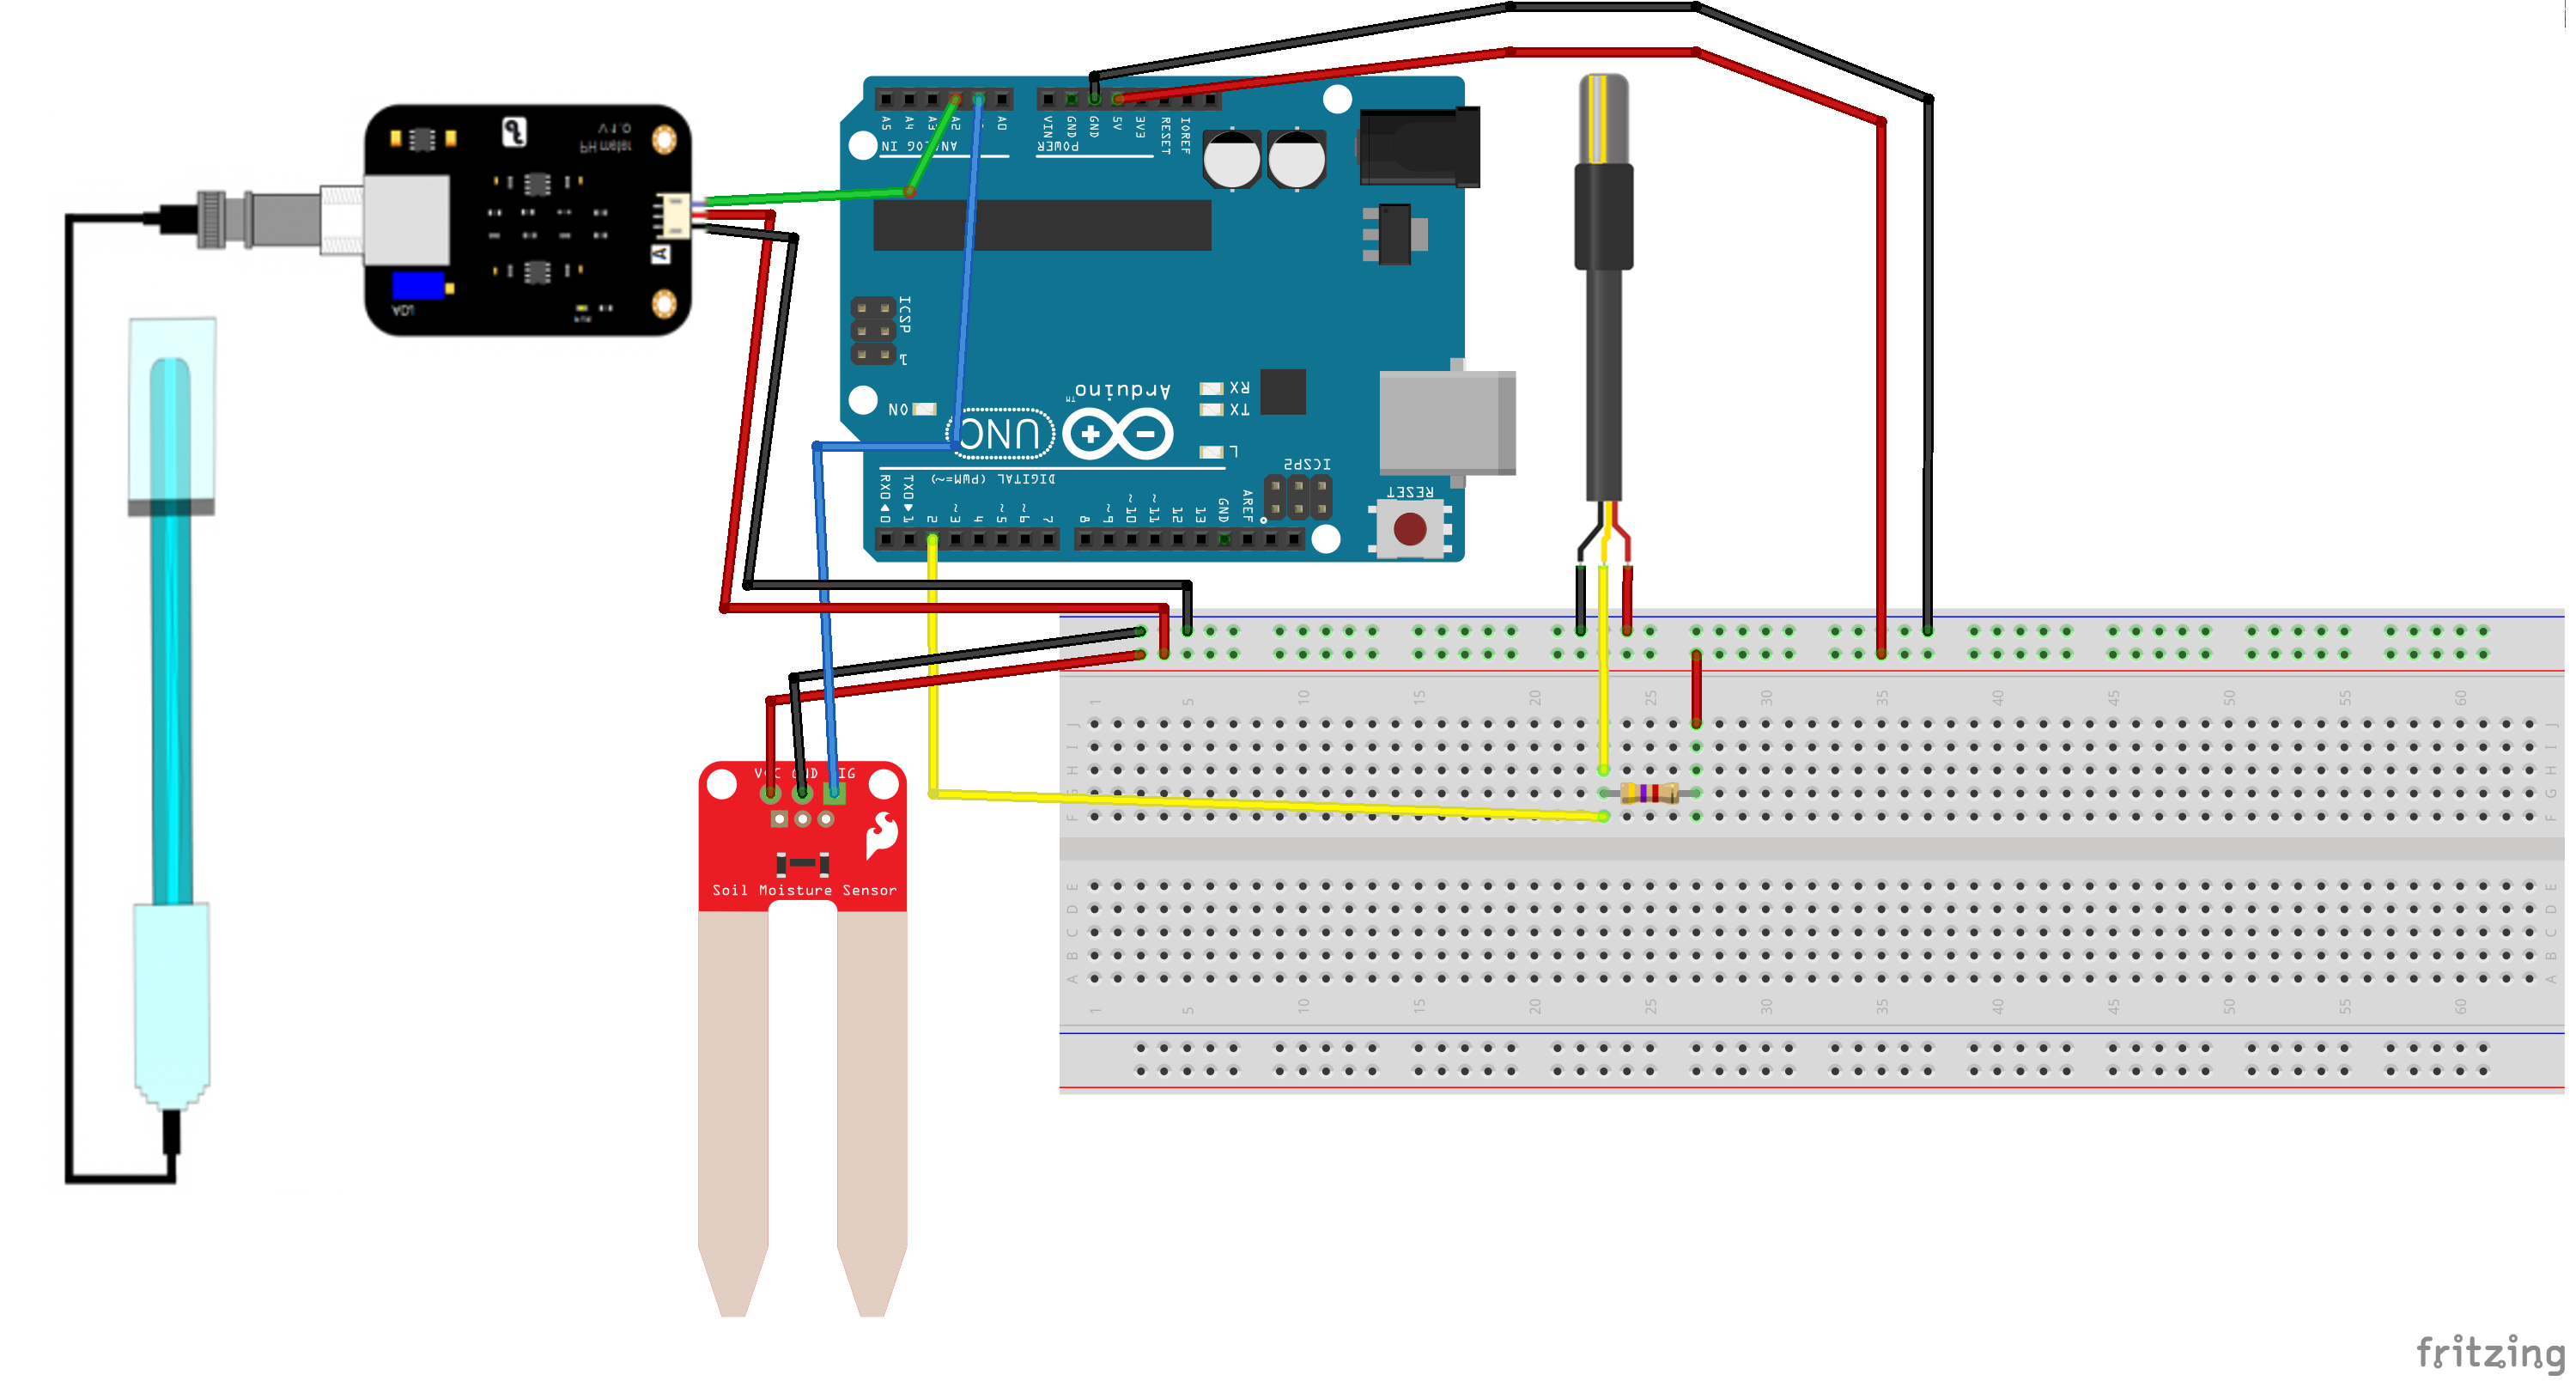 V 1.0
PH meter
A
AD1
A5
A4
A3
A2
A0
VIN
GND
GND
5V
3V3
RESET
IOREF
ANALOG IN
POWER
ICSP
1
Arduino
TM
ON
UNO
RX
TX
L
ICSP2
RESET
DIGITAL (PWM=~)
RX0
TX0
0
1
2
~3
4
~5
~6
7
8
~9
~10
~11
12
13
GND
AREF
VCC GND SIG
Soil Moisture Sensor
1 5 10 15 20 25 30 35 40 45 50 55 60
J J
I I
H H
G G
F F
E E
D D
C C
B B
A A
1 5 10 15 20 25 30 35 40 45 50 55 60
fritzing